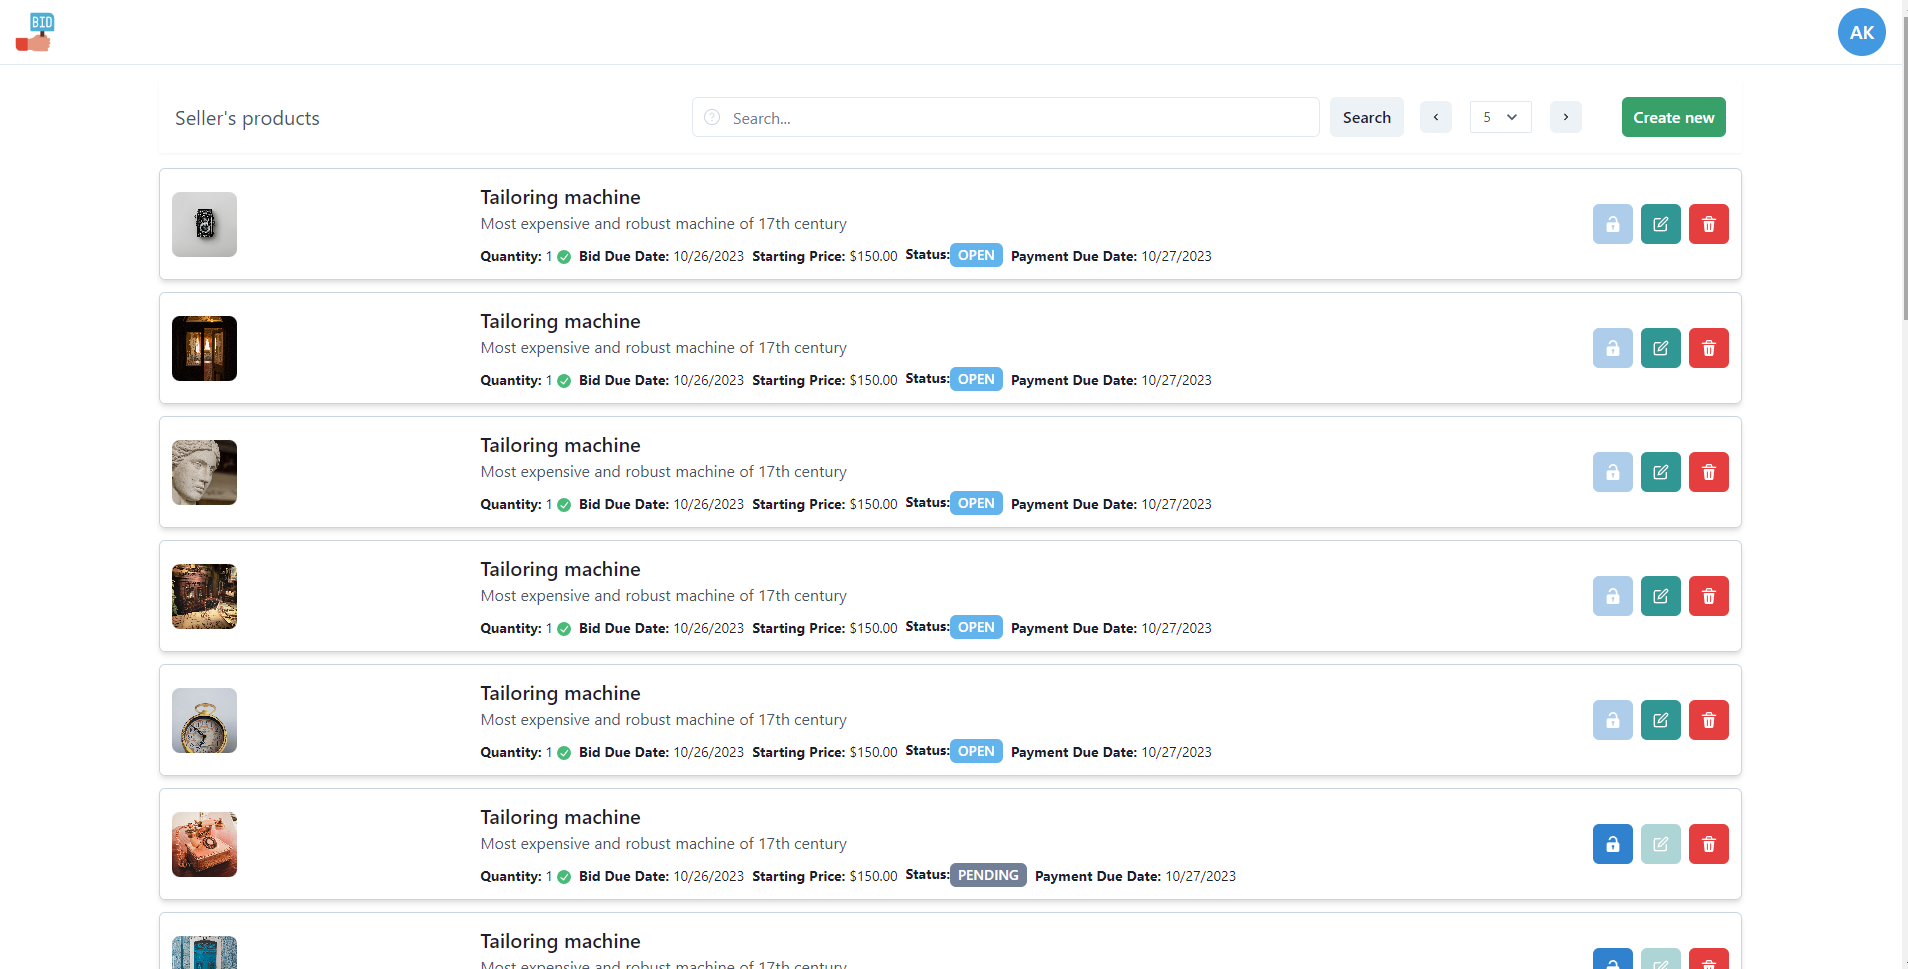 BID
AK
Seller's products
Search...
Search
5
Create new
Tailoring machine
Most expensive and robust machine of 17th century
Quantity: 1 Bid Due Date: 10/26/2023 Starting Price: $150.00 Status: OPEN Payment Due Date: 10/27/2023
Tailoring machine
Most expensive and robust machine of 17th century
Quantity: 1 Bid Due Date: 10/26/2023 Starting Price: $150.00 Status: OPEN Payment Due Date: 10/27/2023
Tailoring machine
Most expensive and robust machine of 17th century
Quantity: 1 Bid Due Date: 10/26/2023 Starting Price: $150.00 Status: OPEN Payment Due Date: 10/27/2023
Tailoring machine
Most expensive and robust machine of 17th century
Quantity: 1 Bid Due Date: 10/26/2023 Starting Price: $150.00 Status: OPEN Payment Due Date: 10/27/2023
Tailoring machine
Most expensive and robust machine of 17th century
Quantity: 1 Bid Due Date: 10/26/2023 Starting Price: $150.00 Status: OPEN Payment Due Date: 10/27/2023
Tailoring machine
Most expensive and robust machine of 17th century
Quantity: 1 Bid Due Date: 10/26/2023 Starting Price: $150.00 Status: PENDING Payment Due Date: 10/27/2023
Tailoring machine
Most expensive and robust machine of 17th century